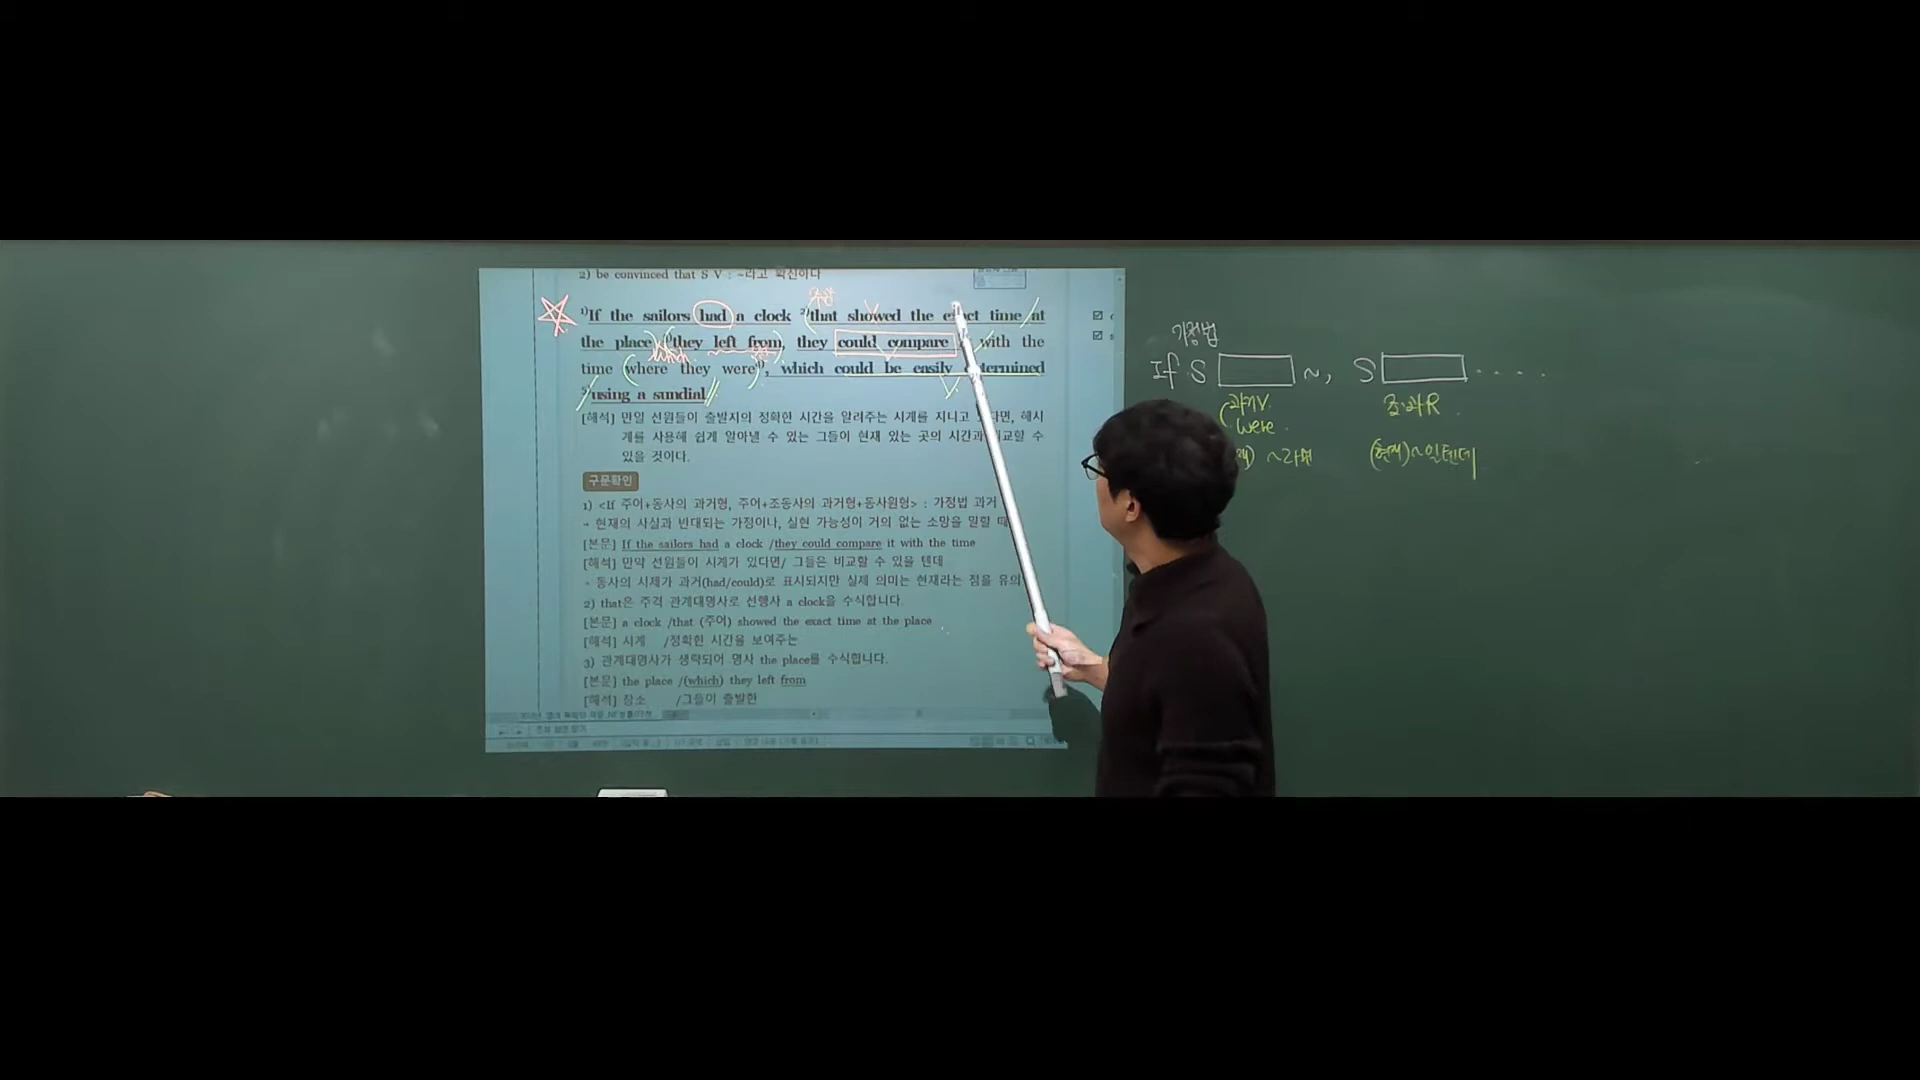 2) be convinced that S V : ~라고 확신하다
주격
1)If the sailors had a clock 2)that showed the exact time at
the place they left from, they could compare with the
which
time where they were, which could be easily determined
5)using a sundial.
[해석] 만일 선원들이 출발지의 정확한 시간을 알려주는 시계를 지니고 다면, 해시
계를 사용해 쉽게 알아낼 수 있는 그들이 현재 있는 곳의 시간과 비교할 수
있을 것이다.
구문확인
1) <If 주어+동사의 과거형, 주어+조동사의 과거형+동사원형> : 가정법 과거
→ 현재의 사실과 반대되는 가정이나, 실현 가능성이 거의 없는 소망을 말할 때
[본문] If the sailors had a clock /they could compare it with the time
[해석] 만약 선원들이 시계가 있다면/ 그들은 비교할 수 있을 텐데
* 동사의 시제가 과거(had/could)로 표시되지만 실제 의미는 현재라는 점을 유의
2) that은 주격 관계대명사로 선행사 a clock을 수식합니다.
[본문] a clock /that (주어) showed the exact time at the place
[해석] 시계 /정확한 시간을 보여주는
3) 관계대명사가 생략되어 명사 the place를 수식합니다.
[본문] the place /(which) they left from
[해석] 장소 /그들이 출발한
가정법
If S ~, S ....
과거V. 조·과R
were.
~라면 (현재)~일텐데